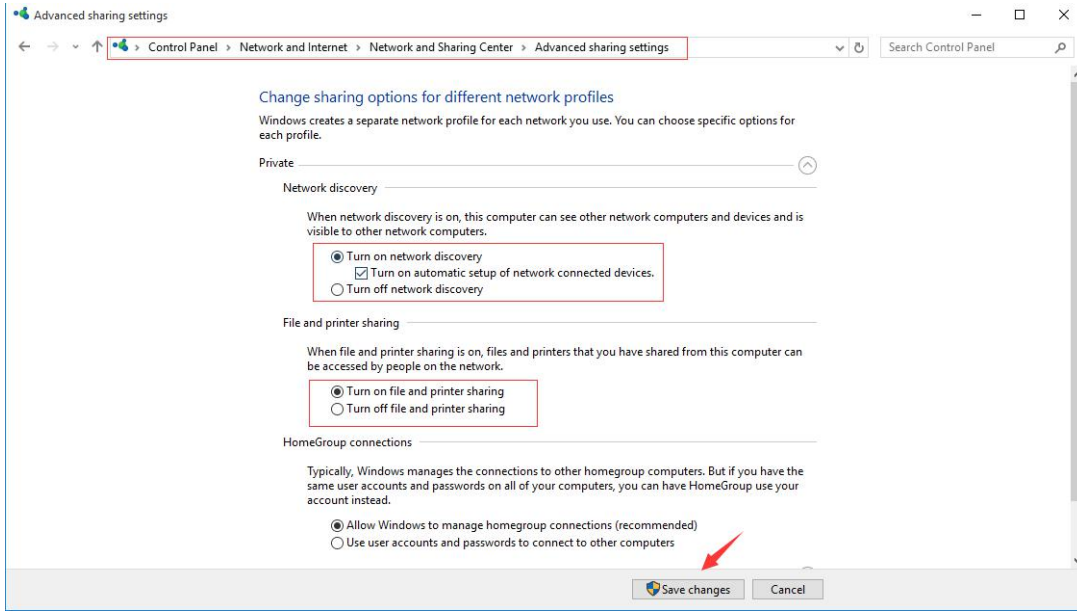 Advanced sharing settings
Control Panel > Network and Internet > Network and Sharing Center > Advanced sharing settings
Search Control Panel
Change sharing options for different network profiles
Windows creates a separate network profile for each network you use. You can choose specific options for
each profile.
Private
Network discovery
When network discovery is on, this computer can see other network computers and devices and is
visible to other network computers.
Turn on network discovery
Turn on automatic setup of network connected devices.
Turn off network discovery
File and printer sharing
When file and printer sharing is on, files and printers that you have shared from this computer can
be accessed by people on the network.
Turn on file and printer sharing
Turn off file and printer sharing
HomeGroup connections
Typically, Windows manages the connections to other homegroup computers. But if you have the
same user accounts and passwords on all of your computers, you can have HomeGroup use your
account instead.
Allow Windows to manage homegroup connections (recommended)
Use user accounts and passwords to connect to other computers
Save changes
Cancel